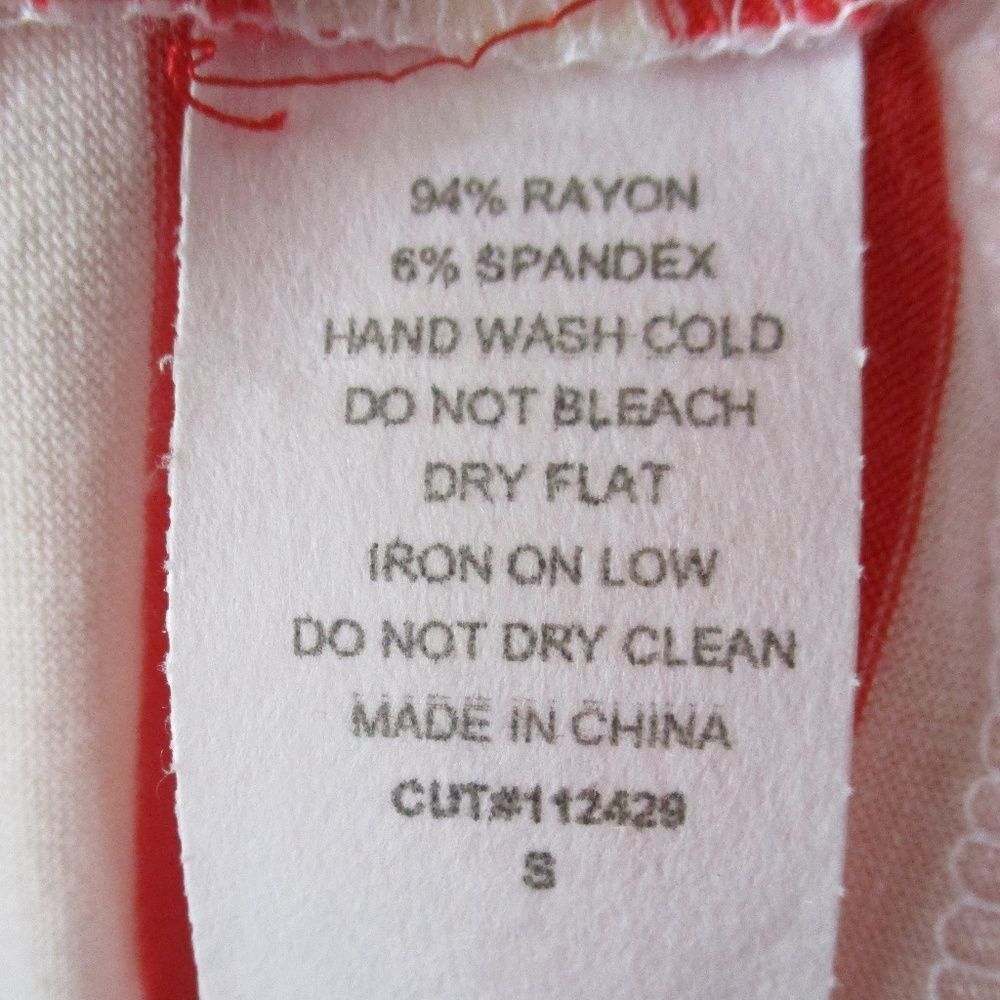 94% RAYON
6% SPANDEX
HAND WASH COLD
DO NOT BLEACH
DRY FLAT
IRON ON LOW
DO NOT DRY CLEAN
MADE IN CHINA
CUT#112429
S